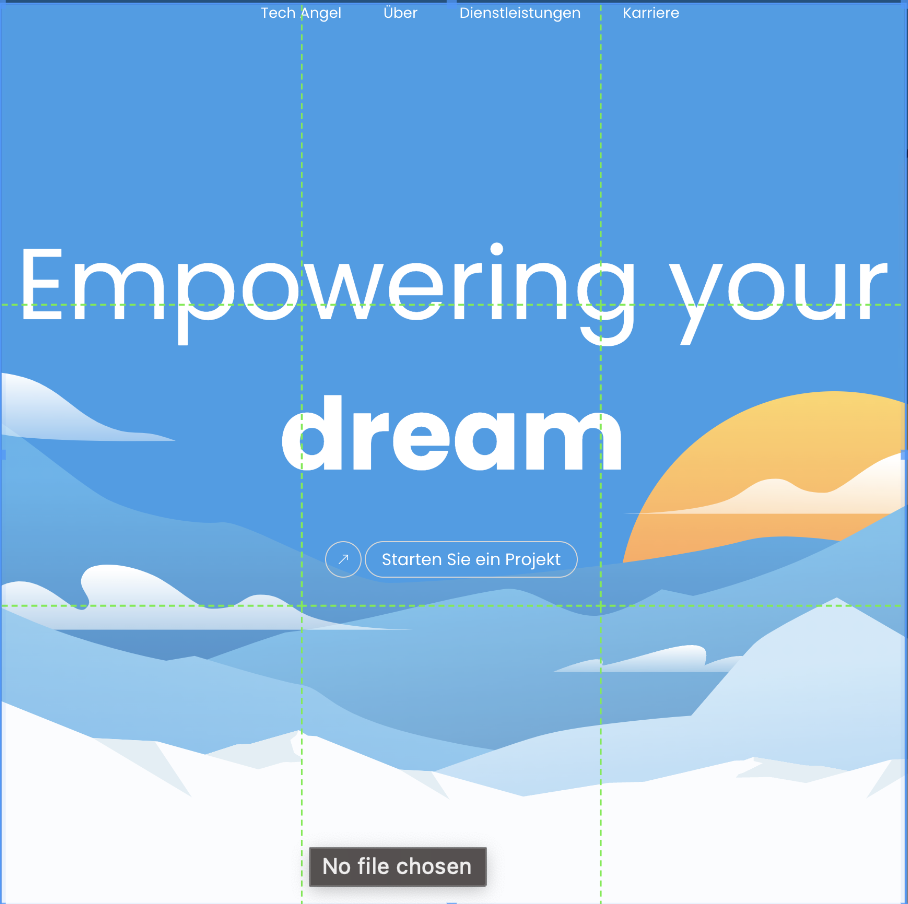 Tech Angel Über Dienstleistungen Karriere
Empowering your
dream
Starten Sie ein Projekt
No file chosen